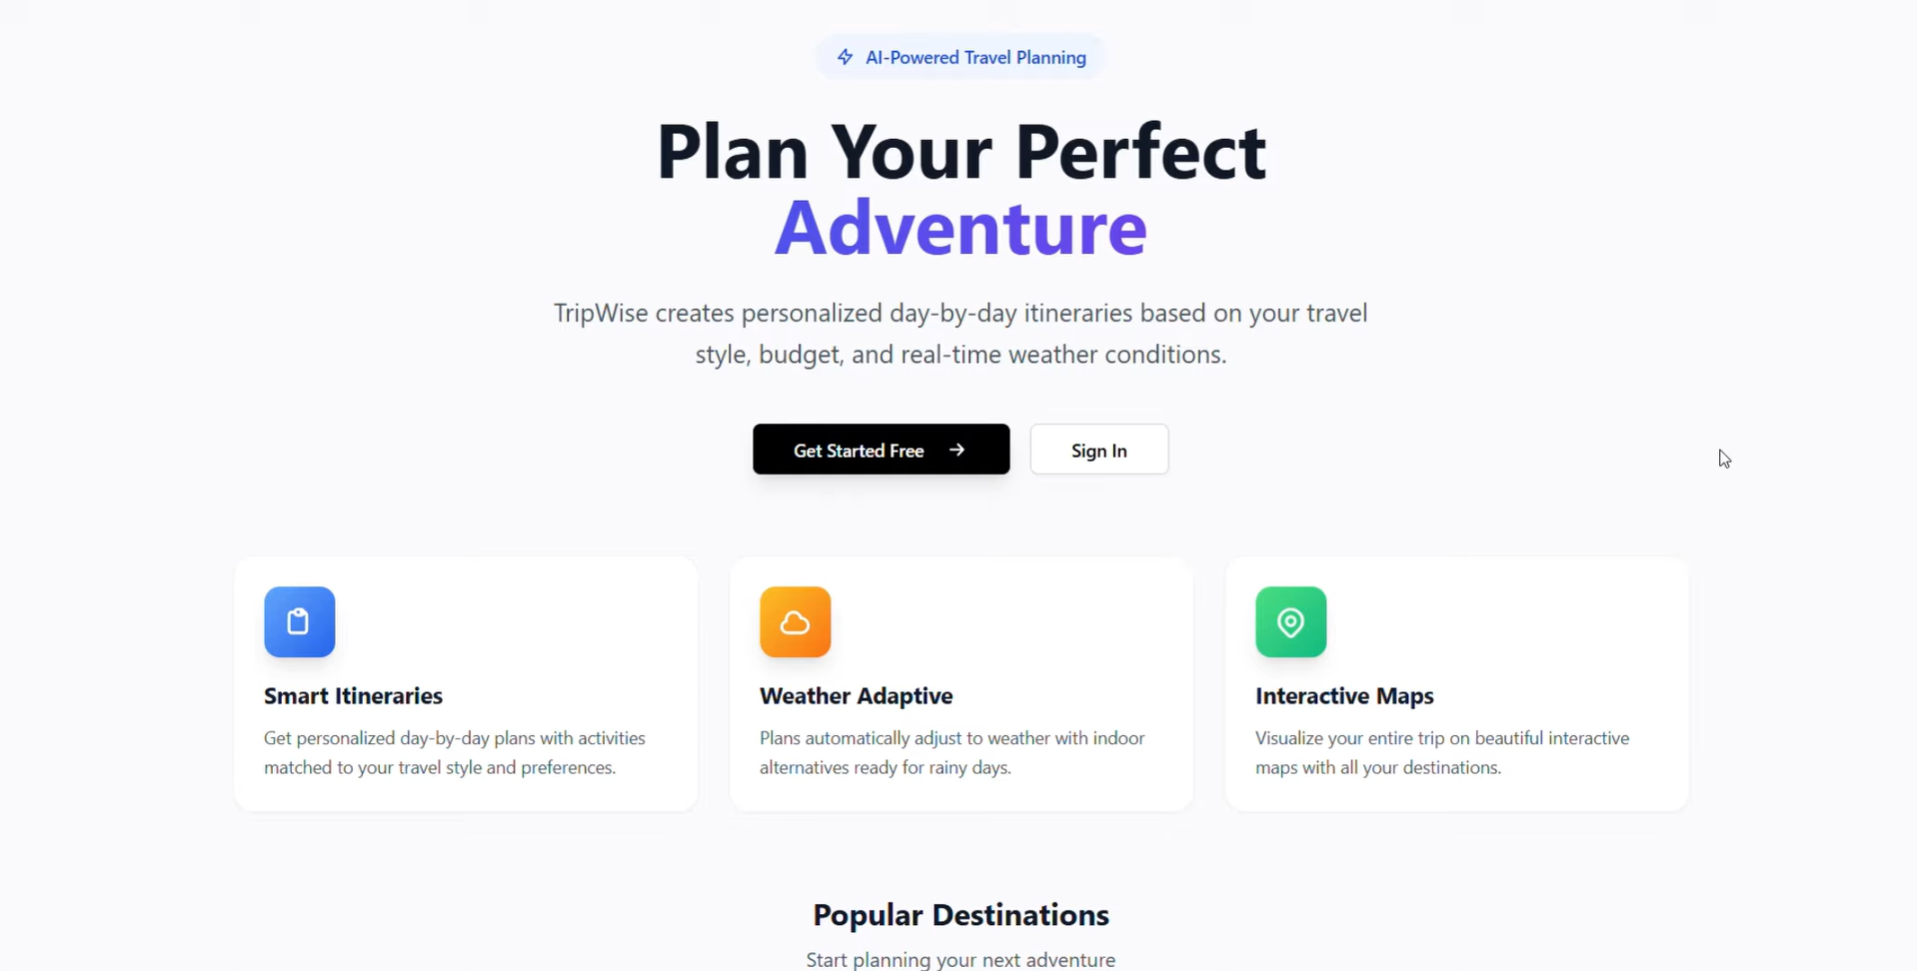 AI-Powered Travel Planning
Plan Your Perfect
Adventure
TripWise creates personalized day-by-day itineraries based on your travel
style, budget, and real-time weather conditions.
Get Started Free
Sign In
Smart Itineraries
Get personalized day-by-day plans with activities
matched to your travel style and preferences.
Weather Adaptive
Plans automatically adjust to weather with indoor
alternatives ready for rainy days.
Interactive Maps
Visualize your entire trip on beautiful interactive
maps with all your destinations.
Popular Destinations
Start planning your next adventure